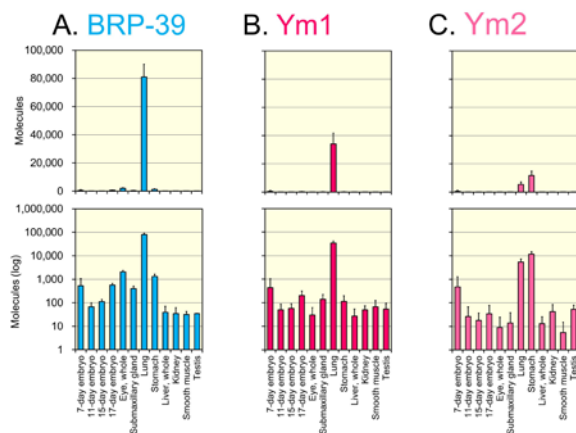 A. BRP-39
B. Ym1
C. Ym2
Molecules
100,000
80,000
60,000
40,000
20,000
0
Molecules (log)
1,000,000
100,000
10,000
1,000
100
10
1
7-day embryo
11-day embryo
15-day embryo
17-day embryo
Eye, whole
Submaxillary gland
Lung
Stomach
Liver, whole
Kidney
Smooth muscle
Testis
7-day embryo
11-day embryo
15-day embryo
17-day embryo
Eye, whole
Submaxillary gland
Lung
Stomach
Liver, whole
Kidney
Smooth muscle
Testis
7-day embryo
11-day embryo
15-day embryo
17-day embryo
Eye, whole
Submaxillary gland
Lung
Stomach
Liver, whole
Kidney
Smooth muscle
Testis